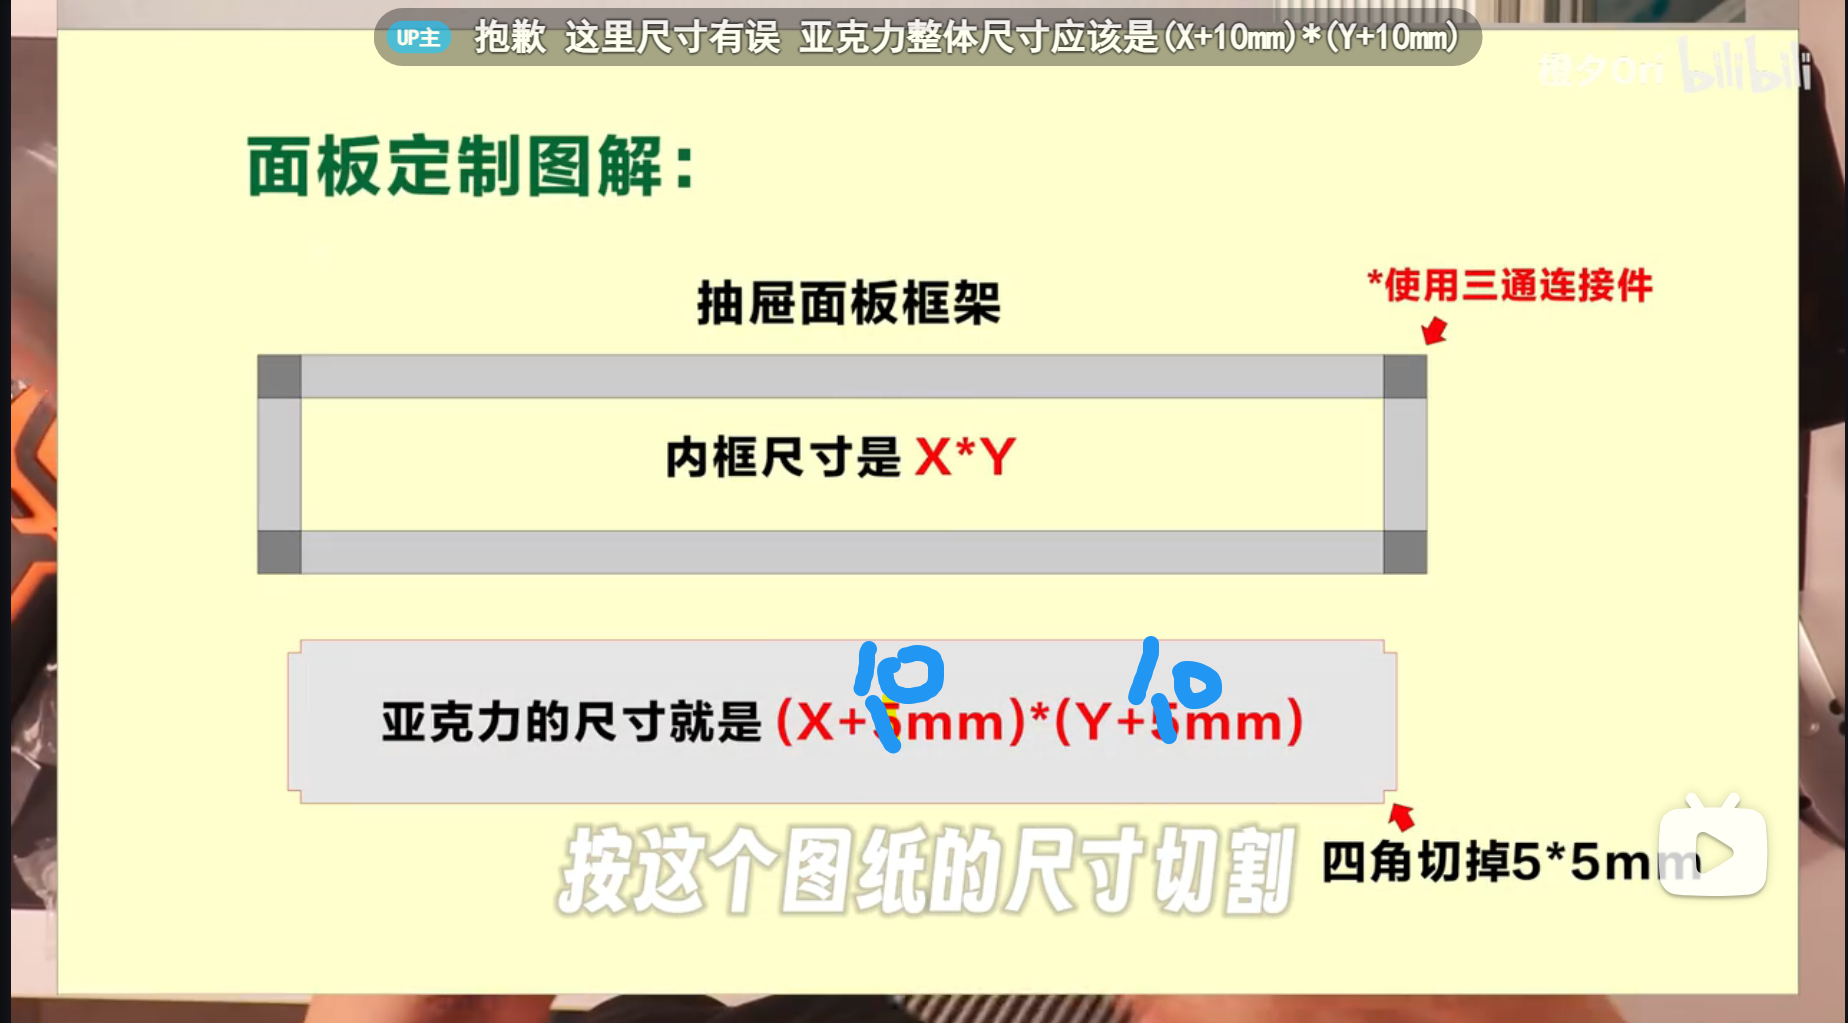 UP主 抱歉 这里尺寸有误 亚克力整体尺寸应该是(X+10mm)*(Y+10mm)
橙夕Ori bilibili
面板定制图解：
抽屉面板框架
*使用三通连接件
内框尺寸是 X*Y
10 10
亚克力的尺寸就是 (X+5mm)*(Y+5mm)
按这个图纸的尺寸切割
四角切掉5*5mm